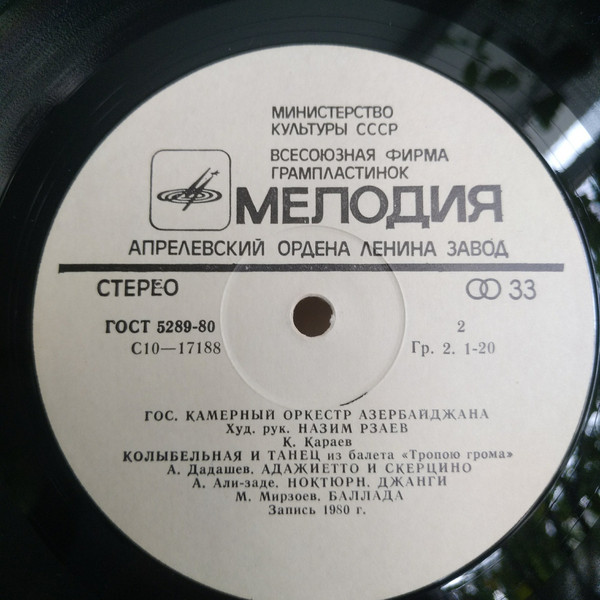 МИНИСТЕРСТВО
КУЛЬТУРЫ СССР
ВСЕСОЮЗНАЯ ФИРМА
ГРАМПЛАСТИНОК
МЕЛОДИЯ
АПРЕЛЕВСКИЙ ОРДЕНА ЛЕНИНА ЗАВОД
СТЕРЕО 33
ГОСТ 5289-80 2
С10—17188 Гр. 2. 1-20
ГОС. КАМЕРНЫЙ ОРКЕСТР АЗЕРБАЙДЖАНА
Худ. рук. НАЗИМ РЗАЕВ
К. Караев
КОЛЫБЕЛЬНАЯ И ТАНЕЦ из балета «Тропою грома»
А. Дадашев. АДАЖИЕТТО И СКЕРЦИНО
А. Али-заде. НОКТЮРН, ДЖАНГИ
М. Мирзоев. БАЛЛАДА
Запись 1980 г.